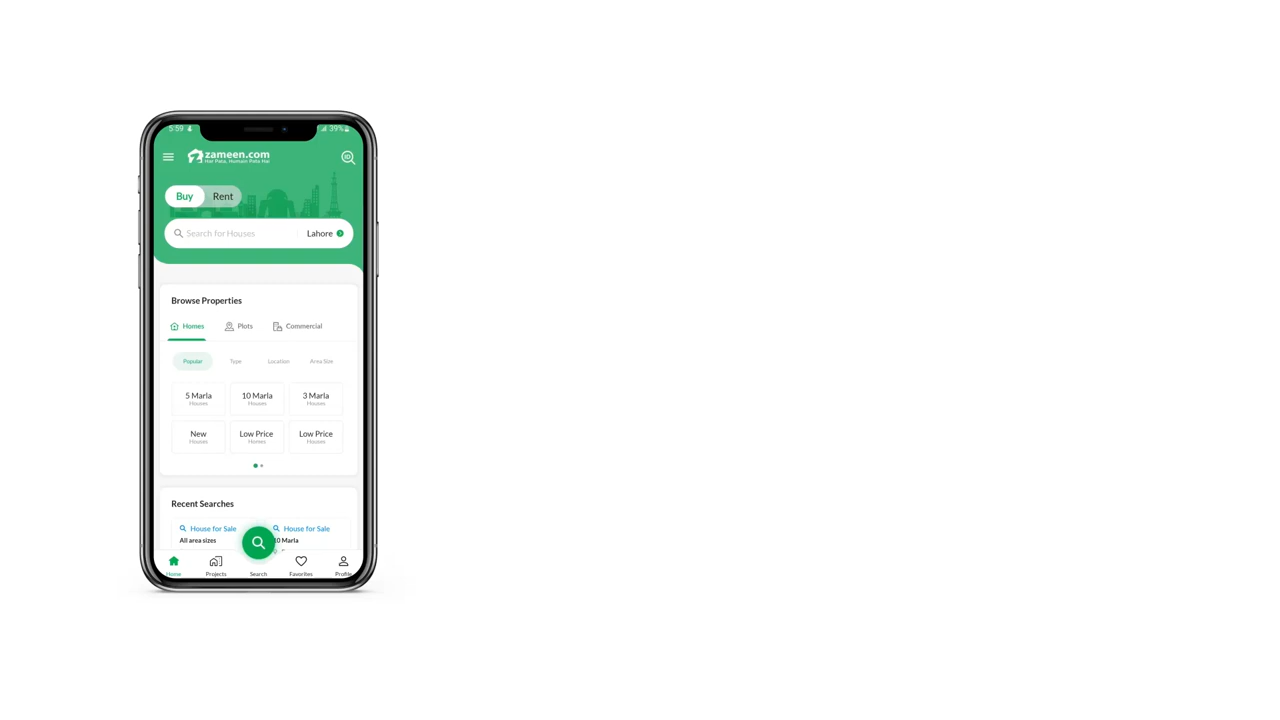 5:59 39%
zameen.com
Har Pata, Humain Pata Hai
ID
Buy Rent
Search for Houses Lahore
Browse Properties
Homes Plots Commercial
Popular Type Location Area Size
5 Marla 10 Marla 3 Marla
Houses Houses Houses
New Low Price Low Price
Houses Homes Houses
Recent Searches
House for Sale House for Sale
All area sizes 10 Marla
Home Projects Search Favorites Profile